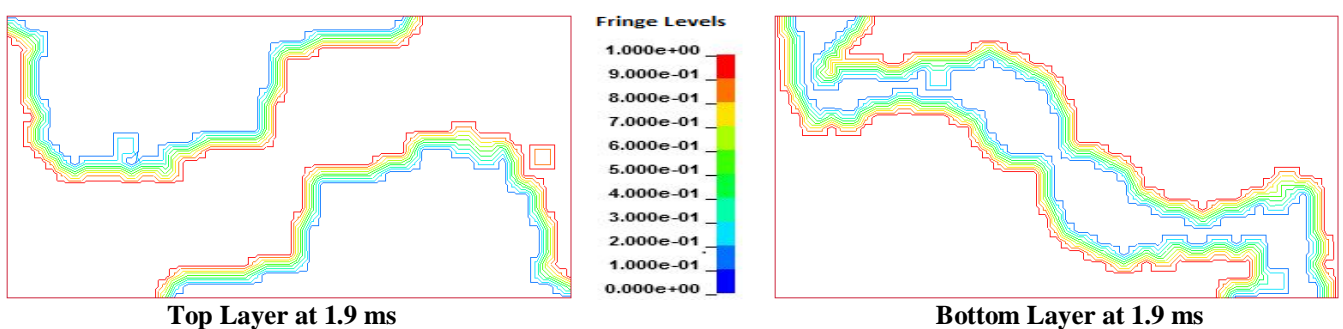 Fringe Levels
1.000e+00
9.000e-01
8.000e-01
7.000e-01
6.000e-01
5.000e-01
4.000e-01
3.000e-01
2.000e-01
1.000e-01
0.000e+00
Top Layer at 1.9 ms
Bottom Layer at 1.9 ms